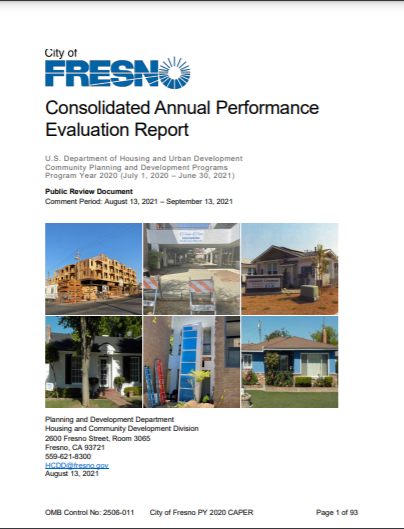 City of
FRESNO
Consolidated Annual Performance
Evaluation Report
U.S. Department of Housing and Urban Development
Community Planning and Development Programs
Program Year 2020 (July 1, 2020 – June 30, 2021)
Public Review Document
Comment Period: August 13, 2021 – September 13, 2021
Planning and Development Department
Housing and Community Development Division
2600 Fresno Street, Room 3065
Fresno, CA 93721
559-621-8300
HCDD@fresno.gov
August 13, 2021
OMB Control No: 2506-011 City of Fresno PY 2020 CAPER Page 1 of 93